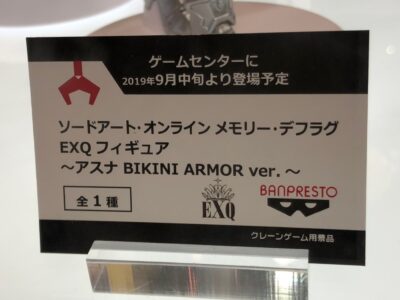 ゲームセンターに
2019年9月中旬より登場予定
ソードアート・オンライン メモリー・デフラグ
EXQ フィギュア
～アスナ BIKINI ARMOR ver.～
全1種
EXQ
BANPRESTO
クレーンゲーム用景品